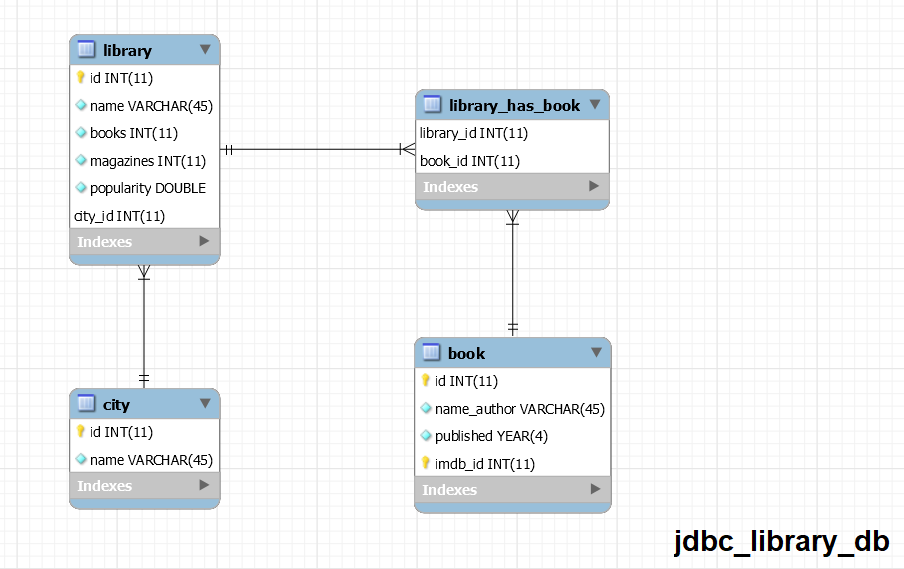 library
id INT(11)
name VARCHAR(45)
books INT(11)
magazines INT(11)
popularity DOUBLE
city_id INT(11)
Indexes
library_has_book
library_id INT(11)
book_id INT(11)
Indexes
city
id INT(11)
name VARCHAR(45)
Indexes
book
id INT(11)
name_author VARCHAR(45)
published YEAR(4)
imdb_id INT(11)
Indexes
jdbc_library_db